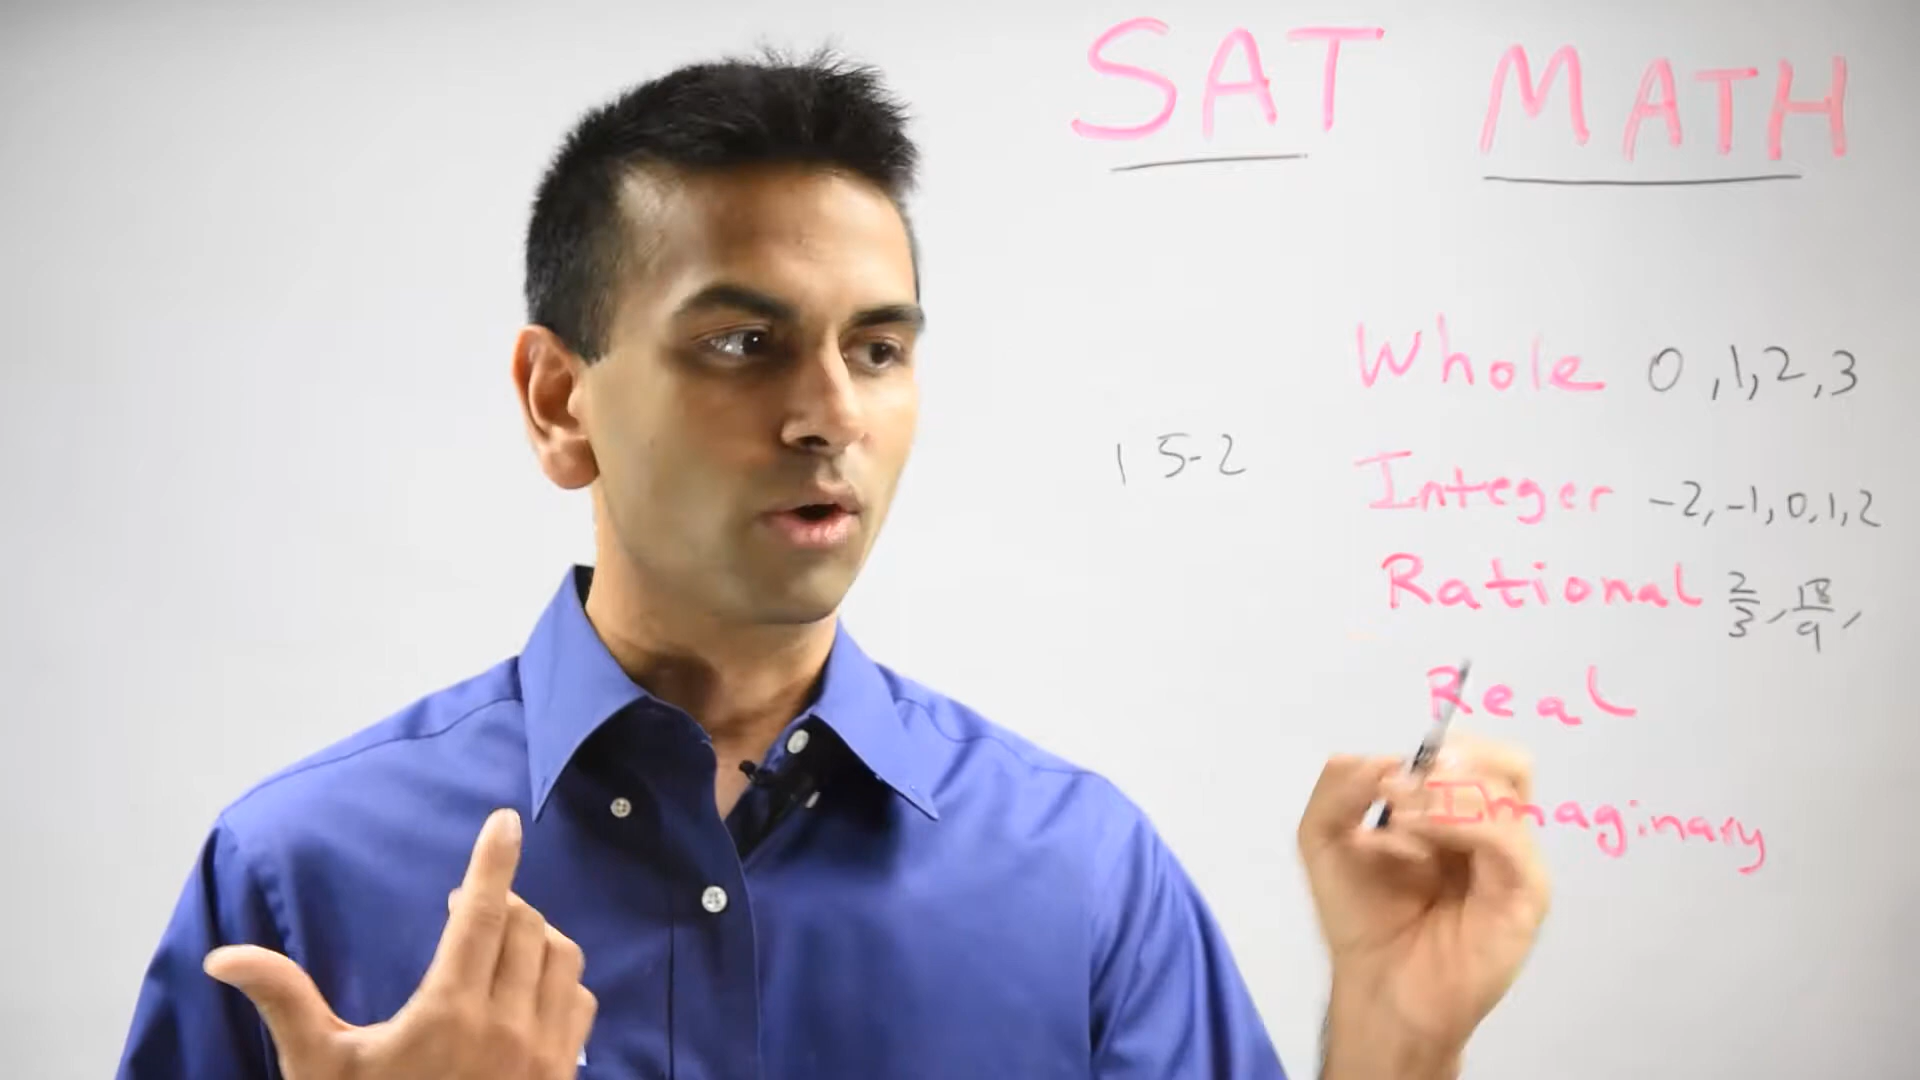 SAT MATH
Whole 0, 1, 2, 3
1 5-2
Integer -2, -1, 0, 1, 2
Rational 2/3, 18/9,
Real
Imaginary